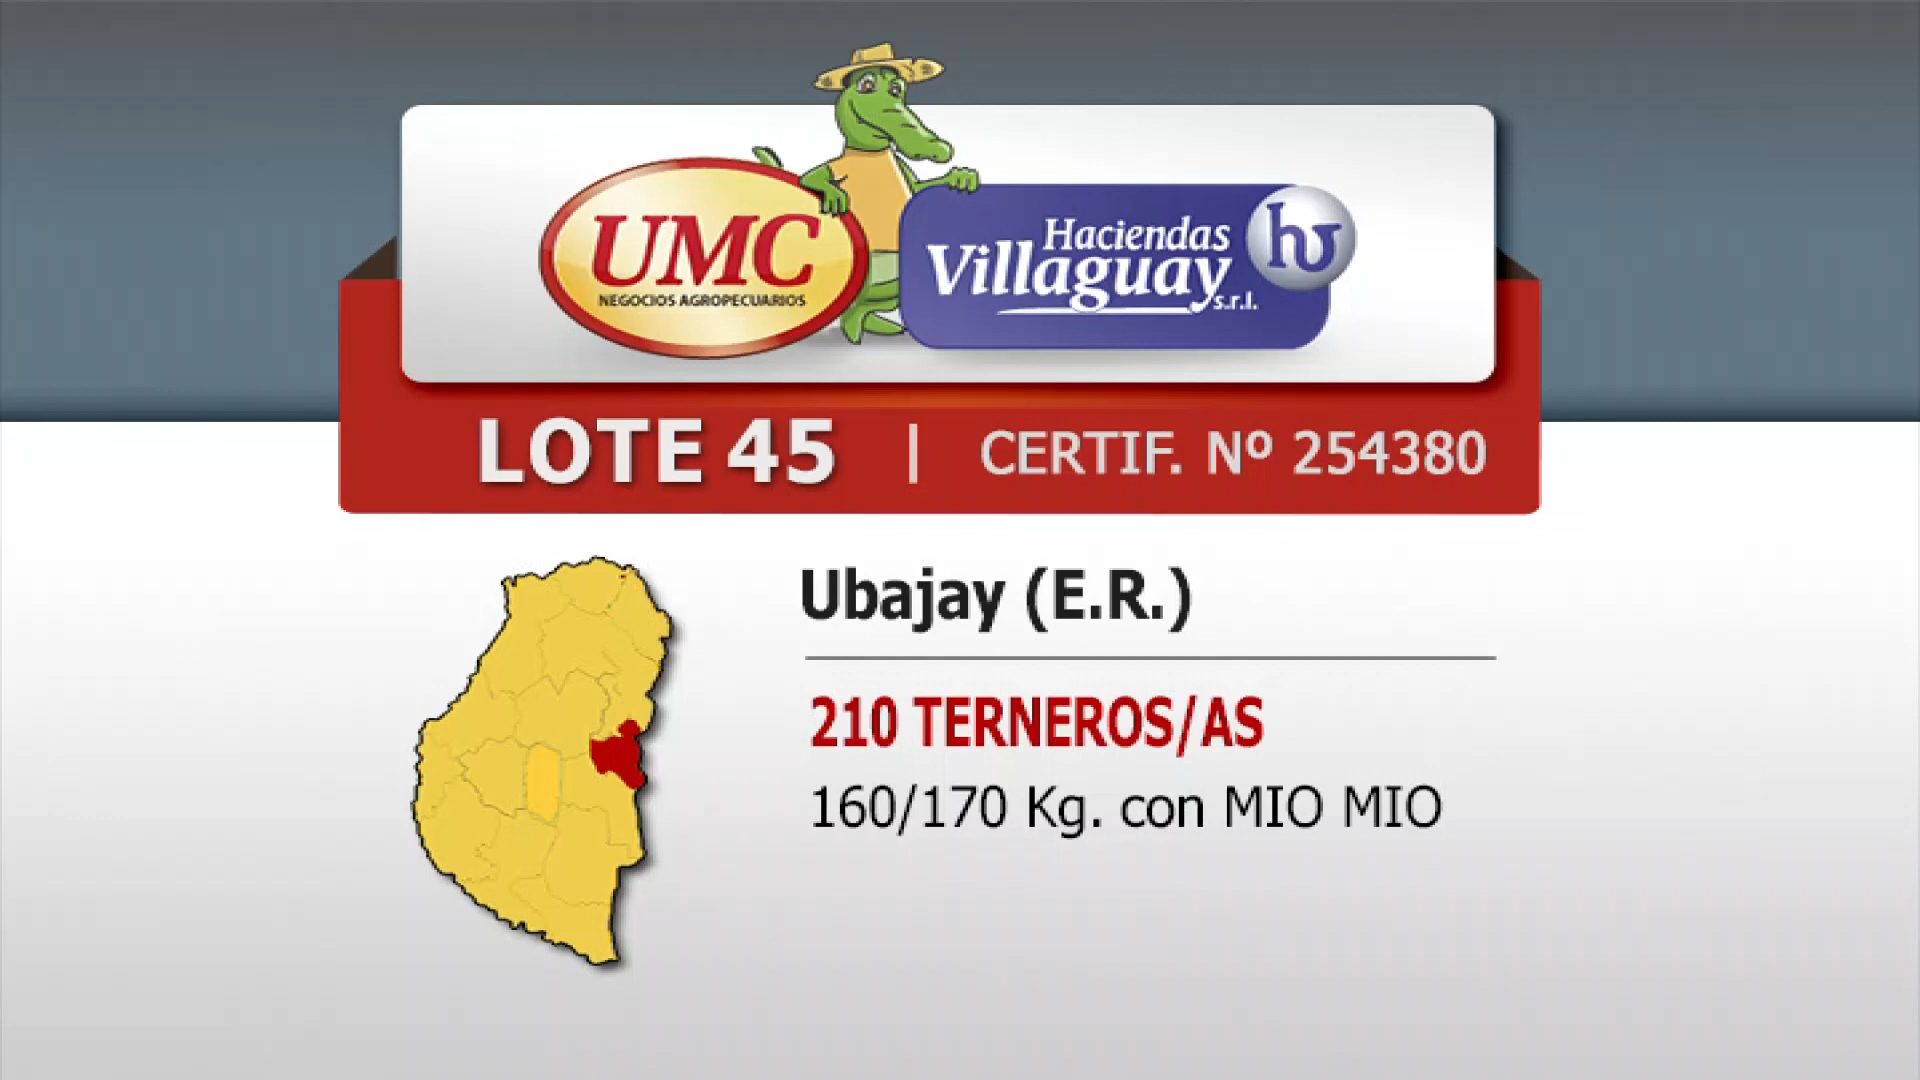 UMC
NEGOCIOS AGROPECUARIOS
Haciendas
Villaguay
s.r.l.
hv
LOTE 45 | CERTIF. Nº 254380
Ubajay (E.R.)
210 TERNEROS/AS
160/170 Kg. con MIO MIO